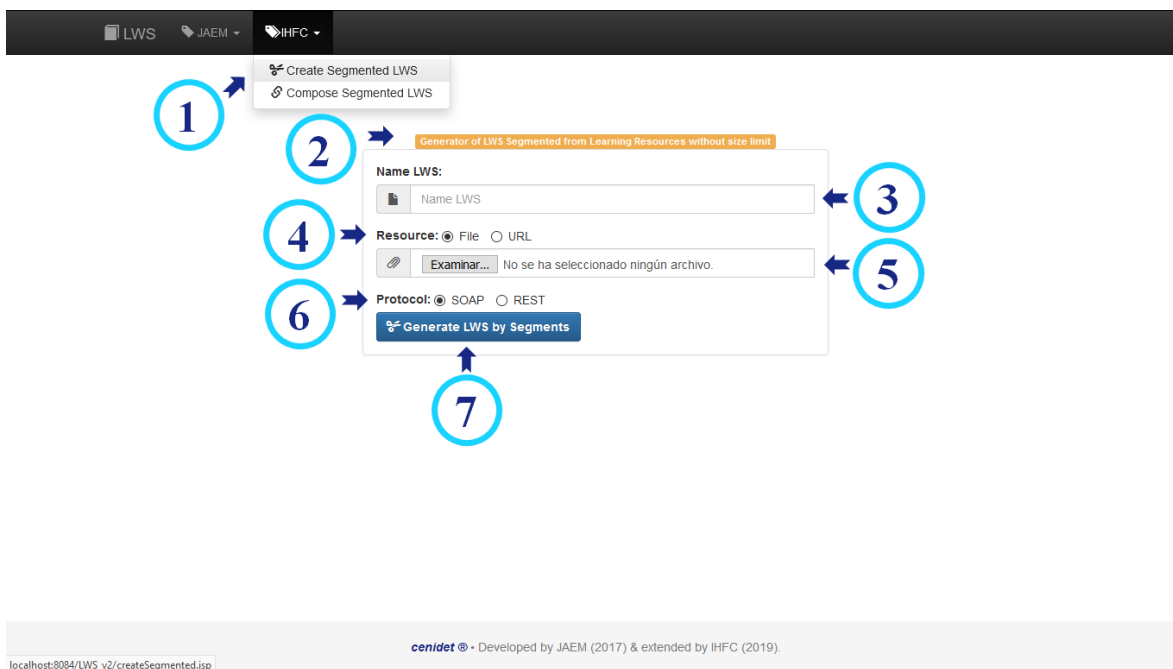 LWS JAEM IHFC
Create Segmented LWS
Compose Segmented LWS
1
2
Generator of LWS Segmented from Learning Resources without size limit
Name LWS:
Name LWS
3
4
Resource: File URL
Examinar... No se ha seleccionado ningún archivo.
5
6
Protocol: SOAP REST
Generate LWS by Segments
7
cenidet ® • Developed by JAEM (2017) & extended by IHFC (2019).
localhost:8084/LWS_v2/createSegmented.jsp